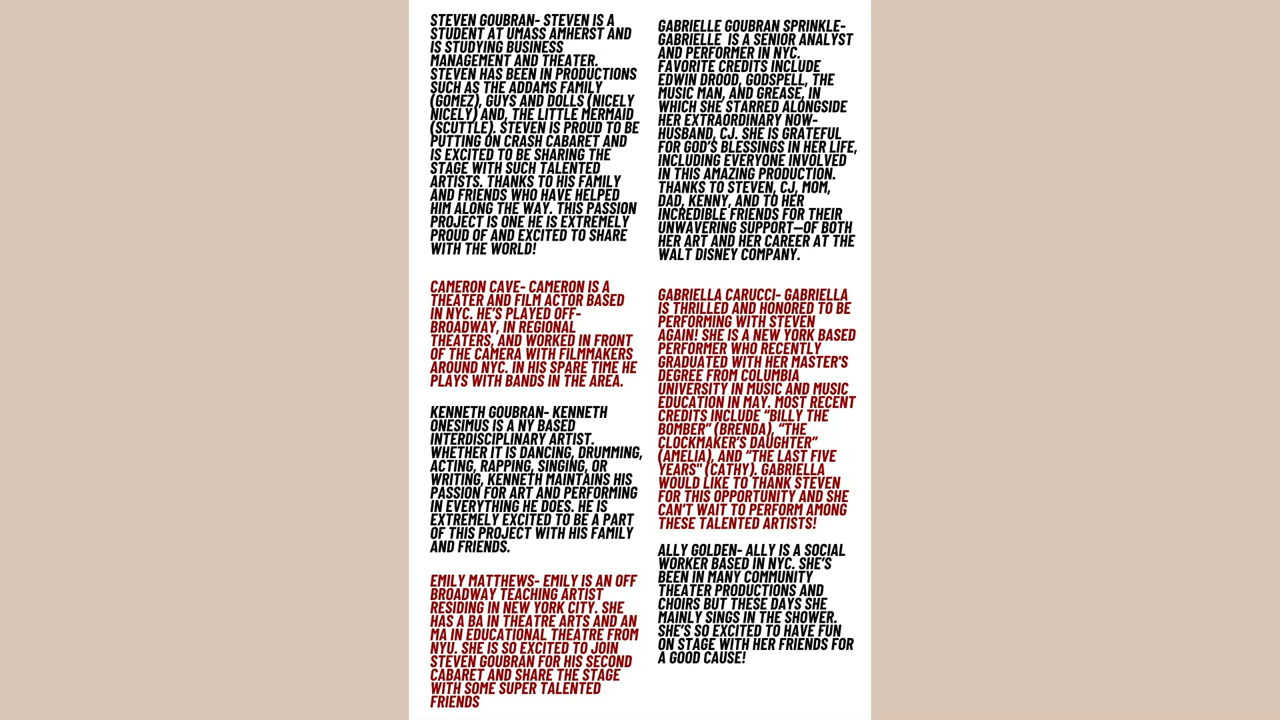 STEVEN GOUBRAN- STEVEN IS A
STUDENT AT UMASS AMHERST AND
IS STUDYING BUSINESS
MANAGEMENT AND THEATER.
STEVEN HAS BEEN IN PRODUCTIONS
SUCH AS THE ADDAMS FAMILY
(GOMEZ), GUYS AND DOLLS (NICELY
NICELY) AND, THE LITTLE MERMAID
(SCUTTLE). STEVEN IS PROUD TO BE
PUTTING ON CRASH CABARET AND
IS EXCITED TO BE SHARING THE
STAGE WITH SUCH TALENTED
ARTISTS. THANKS TO HIS FAMILY
AND FRIENDS WHO HAVE HELPED
HIM ALONG THE WAY. THIS PASSION
PROJECT IS ONE HE IS EXTREMELY
PROUD OF AND EXCITED TO SHARE
WITH THE WORLD!
CAMERON CAVE- CAMERON IS A
THEATER AND FILM ACTOR BASED
IN NYC. HE'S PLAYED OFF-
BROADWAY, IN REGIONAL
THEATERS, AND WORKED IN FRONT
OF THE CAMERA WITH FILMMAKERS
AROUND NYC. IN HIS SPARE TIME HE
PLAYS WITH BANDS IN THE AREA.
KENNETH GOUBRAN- KENNETH
ONESIMUS IS A NY BASED
INTERDISCIPLINARY ARTIST.
WHETHER IT IS DANCING, DRUMMING,
ACTING, RAPPING, SINGING, OR
WRITING, KENNETH MAINTAINS HIS
PASSION FOR ART AND PERFORMING
IN EVERYTHING HE DOES. HE IS
EXTREMELY EXCITED TO BE A PART
OF THIS PROJECT WITH HIS FAMILY
AND FRIENDS.
EMILY MATTHEWS- EMILY IS AN OFF
BROADWAY TEACHING ARTIST
RESIDING IN NEW YORK CITY. SHE
HAS A BA IN THEATRE ARTS AND AN
MA IN EDUCATIONAL THEATRE FROM
NYU. SHE IS SO EXCITED TO JOIN
STEVEN GOUBRAN FOR HIS SECOND
CABARET AND SHARE THE STAGE
WITH SOME SUPER TALENTED
FRIENDS
GABRIELLE GOUBRAN SPRINKLE-
GABRIELLE IS A SENIOR ANALYST
AND PERFORMER IN NYC.
FAVORITE CREDITS INCLUDE
EDWIN DROOD, GODSPELL, THE
MUSIC MAN, AND GREASE, IN
WHICH SHE STARRED ALONGSIDE
HER EXTRAORDINARY NOW-
HUSBAND, CJ. SHE IS GRATEFUL
FOR GOD'S BLESSINGS IN HER LIFE,
INCLUDING EVERYONE INVOLVED
IN THIS AMAZING PRODUCTION.
THANKS TO STEVEN, CJ, MOM,
DAD, KENNY, AND TO HER
INCREDIBLE FRIENDS FOR THEIR
UNWAVERING SUPPORT—OF BOTH
HER ART AND HER CAREER AT THE
WALT DISNEY COMPANY.
GABRIELLA CARUCCI- GABRIELLA
IS THRILLED AND HONORED TO BE
PERFORMING WITH STEVEN
AGAIN! SHE IS A NEW YORK BASED
PERFORMER WHO RECENTLY
GRADUATED WITH HER MASTER'S
DEGREE FROM COLUMBIA
UNIVERSITY IN MUSIC AND MUSIC
EDUCATION IN MAY. MOST RECENT
CREDITS INCLUDE “BILLY THE
BOMBER” (BRENDA), “THE
CLOCKMAKER'S DAUGHTER”
(AMELIA), AND “THE LAST FIVE
YEARS" (CATHY). GABRIELLA
WOULD LIKE TO THANK STEVEN
FOR THIS OPPORTUNITY AND SHE
CAN'T WAIT TO PERFORM AMONG
THESE TALENTED ARTISTS!
ALLY GOLDEN- ALLY IS A SOCIAL
WORKER BASED IN NYC. SHE'S
BEEN IN MANY COMMUNITY
THEATER PRODUCTIONS AND
CHOIRS BUT THESE DAYS SHE
MAINLY SINGS IN THE SHOWER.
SHE'S SO EXCITED TO HAVE FUN
ON STAGE WITH HER FRIENDS FOR
A GOOD CAUSE!